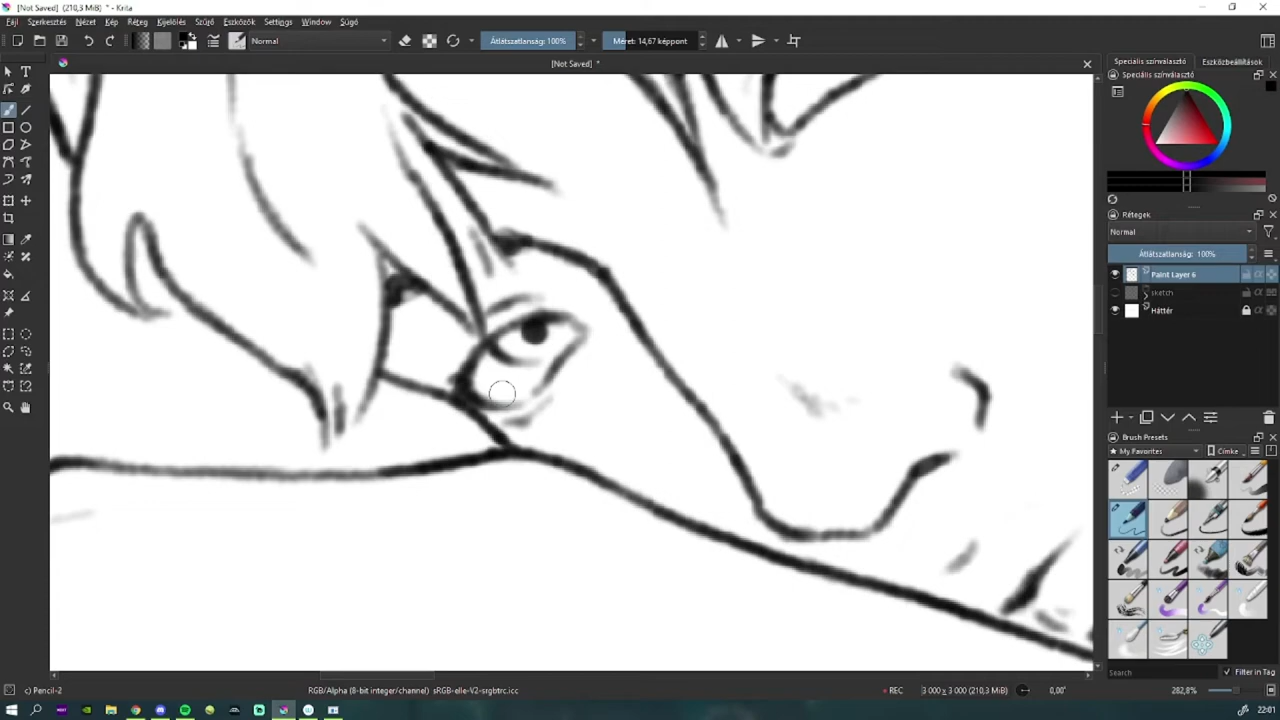 [Not Saved] (210,3 MiB) * - Krita
Fájl Szerkesztés Nézet Kép Réteg Kijelölés Szűrő Eszközök Settings Window Súgó
Normal Átlátszatlanság: 100% Méret: 14,67 képpont
[Not Saved] *
Speciális színválasztó Eszközbeállítások
Speciális színválasztó
Rétegek
Normal
Átlátszatlanság: 100%
Paint Layer 6
sketch
Háttér
Brush Presets
My Favorites Címke
Search Filter in Tag
c) Pencil-2 RGB/Alpha (8-bit integer/channel) sRGB-elle-V2-srgbtrc.icc REC 3 000 x 3 000 (210,3 MiB) 0,00° 282,8%
22:01